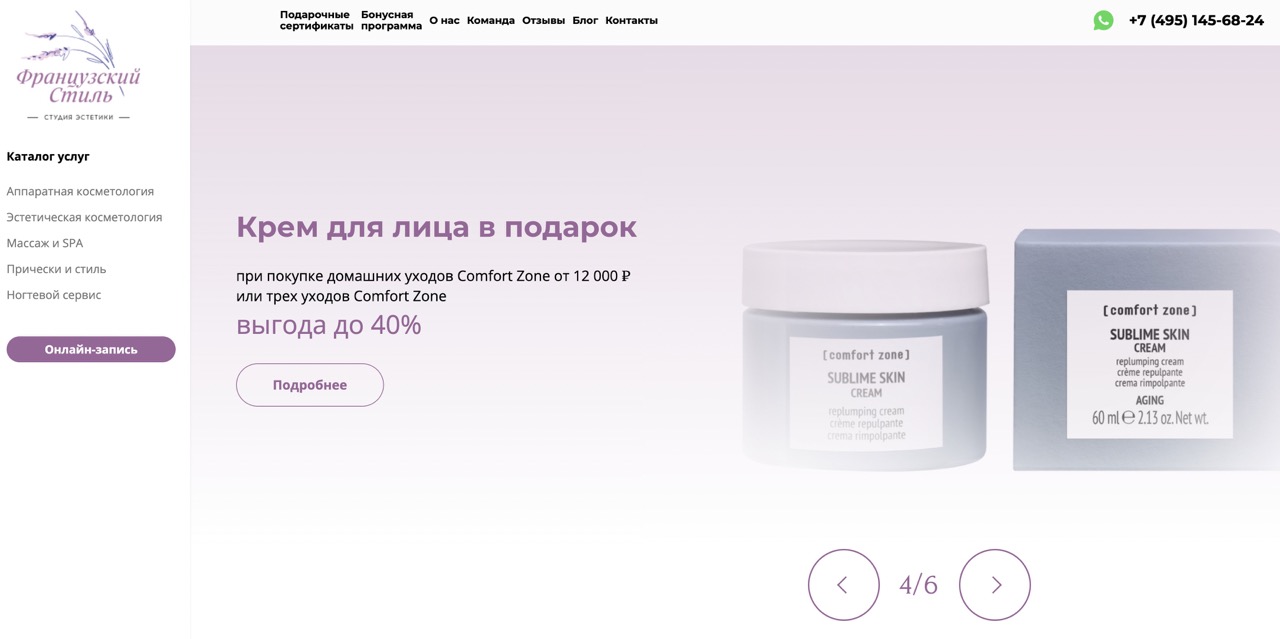 Французский
Стиль
СТУДИЯ ЭСТЕТИКИ
Каталог услуг
Аппаратная косметология
Эстетическая косметология
Массаж и SPA
Прически и стиль
Ногтевой сервис
Онлайн-запись
Подарочные
сертификаты
Бонусная
программа
О нас
Команда
Отзывы
Блог
Контакты
+7 (495) 145-68-24
Крем для лица в подарок
при покупке домашних уходов Comfort Zone от 12 000 ₽
или трех уходов Comfort Zone
выгода до 40%
Подробнее
[comfort zone]
SUBLIME SKIN
CREAM
replumping cream
crème repulpante
crema rimpolpante
[comfort zone]
SUBLIME SKIN
CREAM
replumping cream
crème repulpante
crema rimpolpante
AGING
60 ml ℮ 2.13 oz. Net wt.
4/6